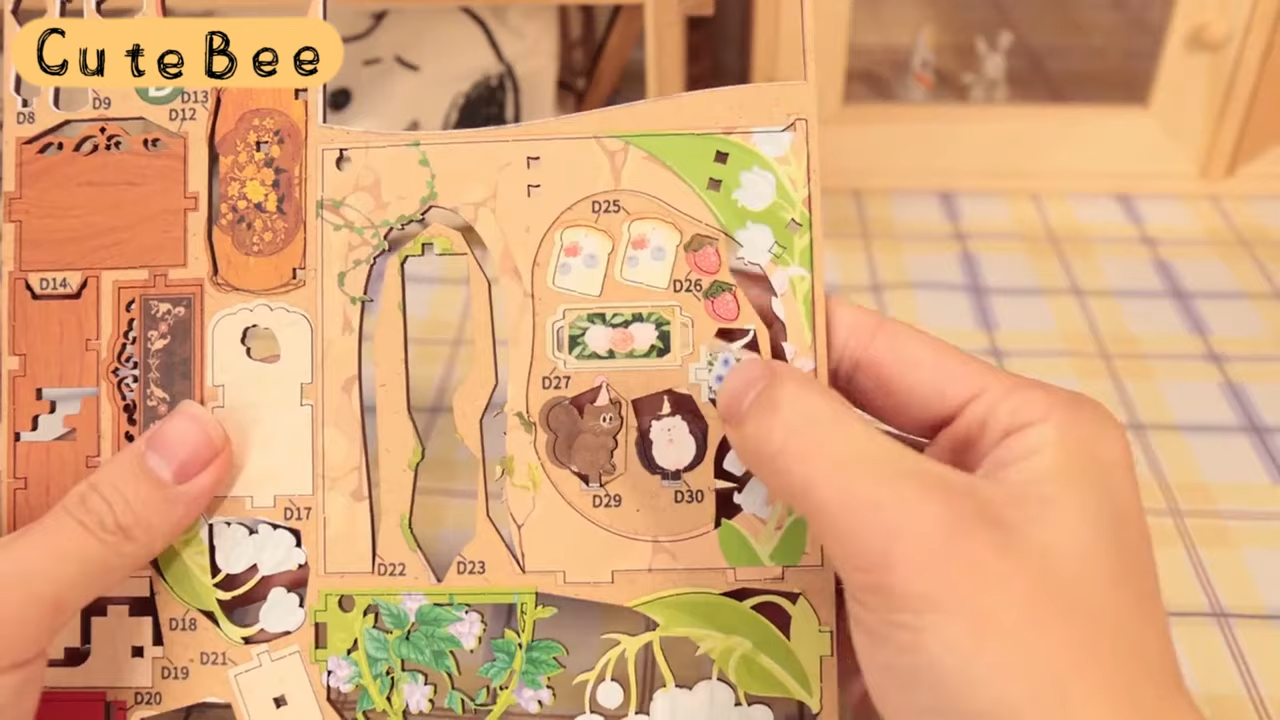 CuteBee
D8
D9
D13
D12
D14
D17
D18
D19
D20
D21
D22
D23
D25
D26
D27
D29
D30